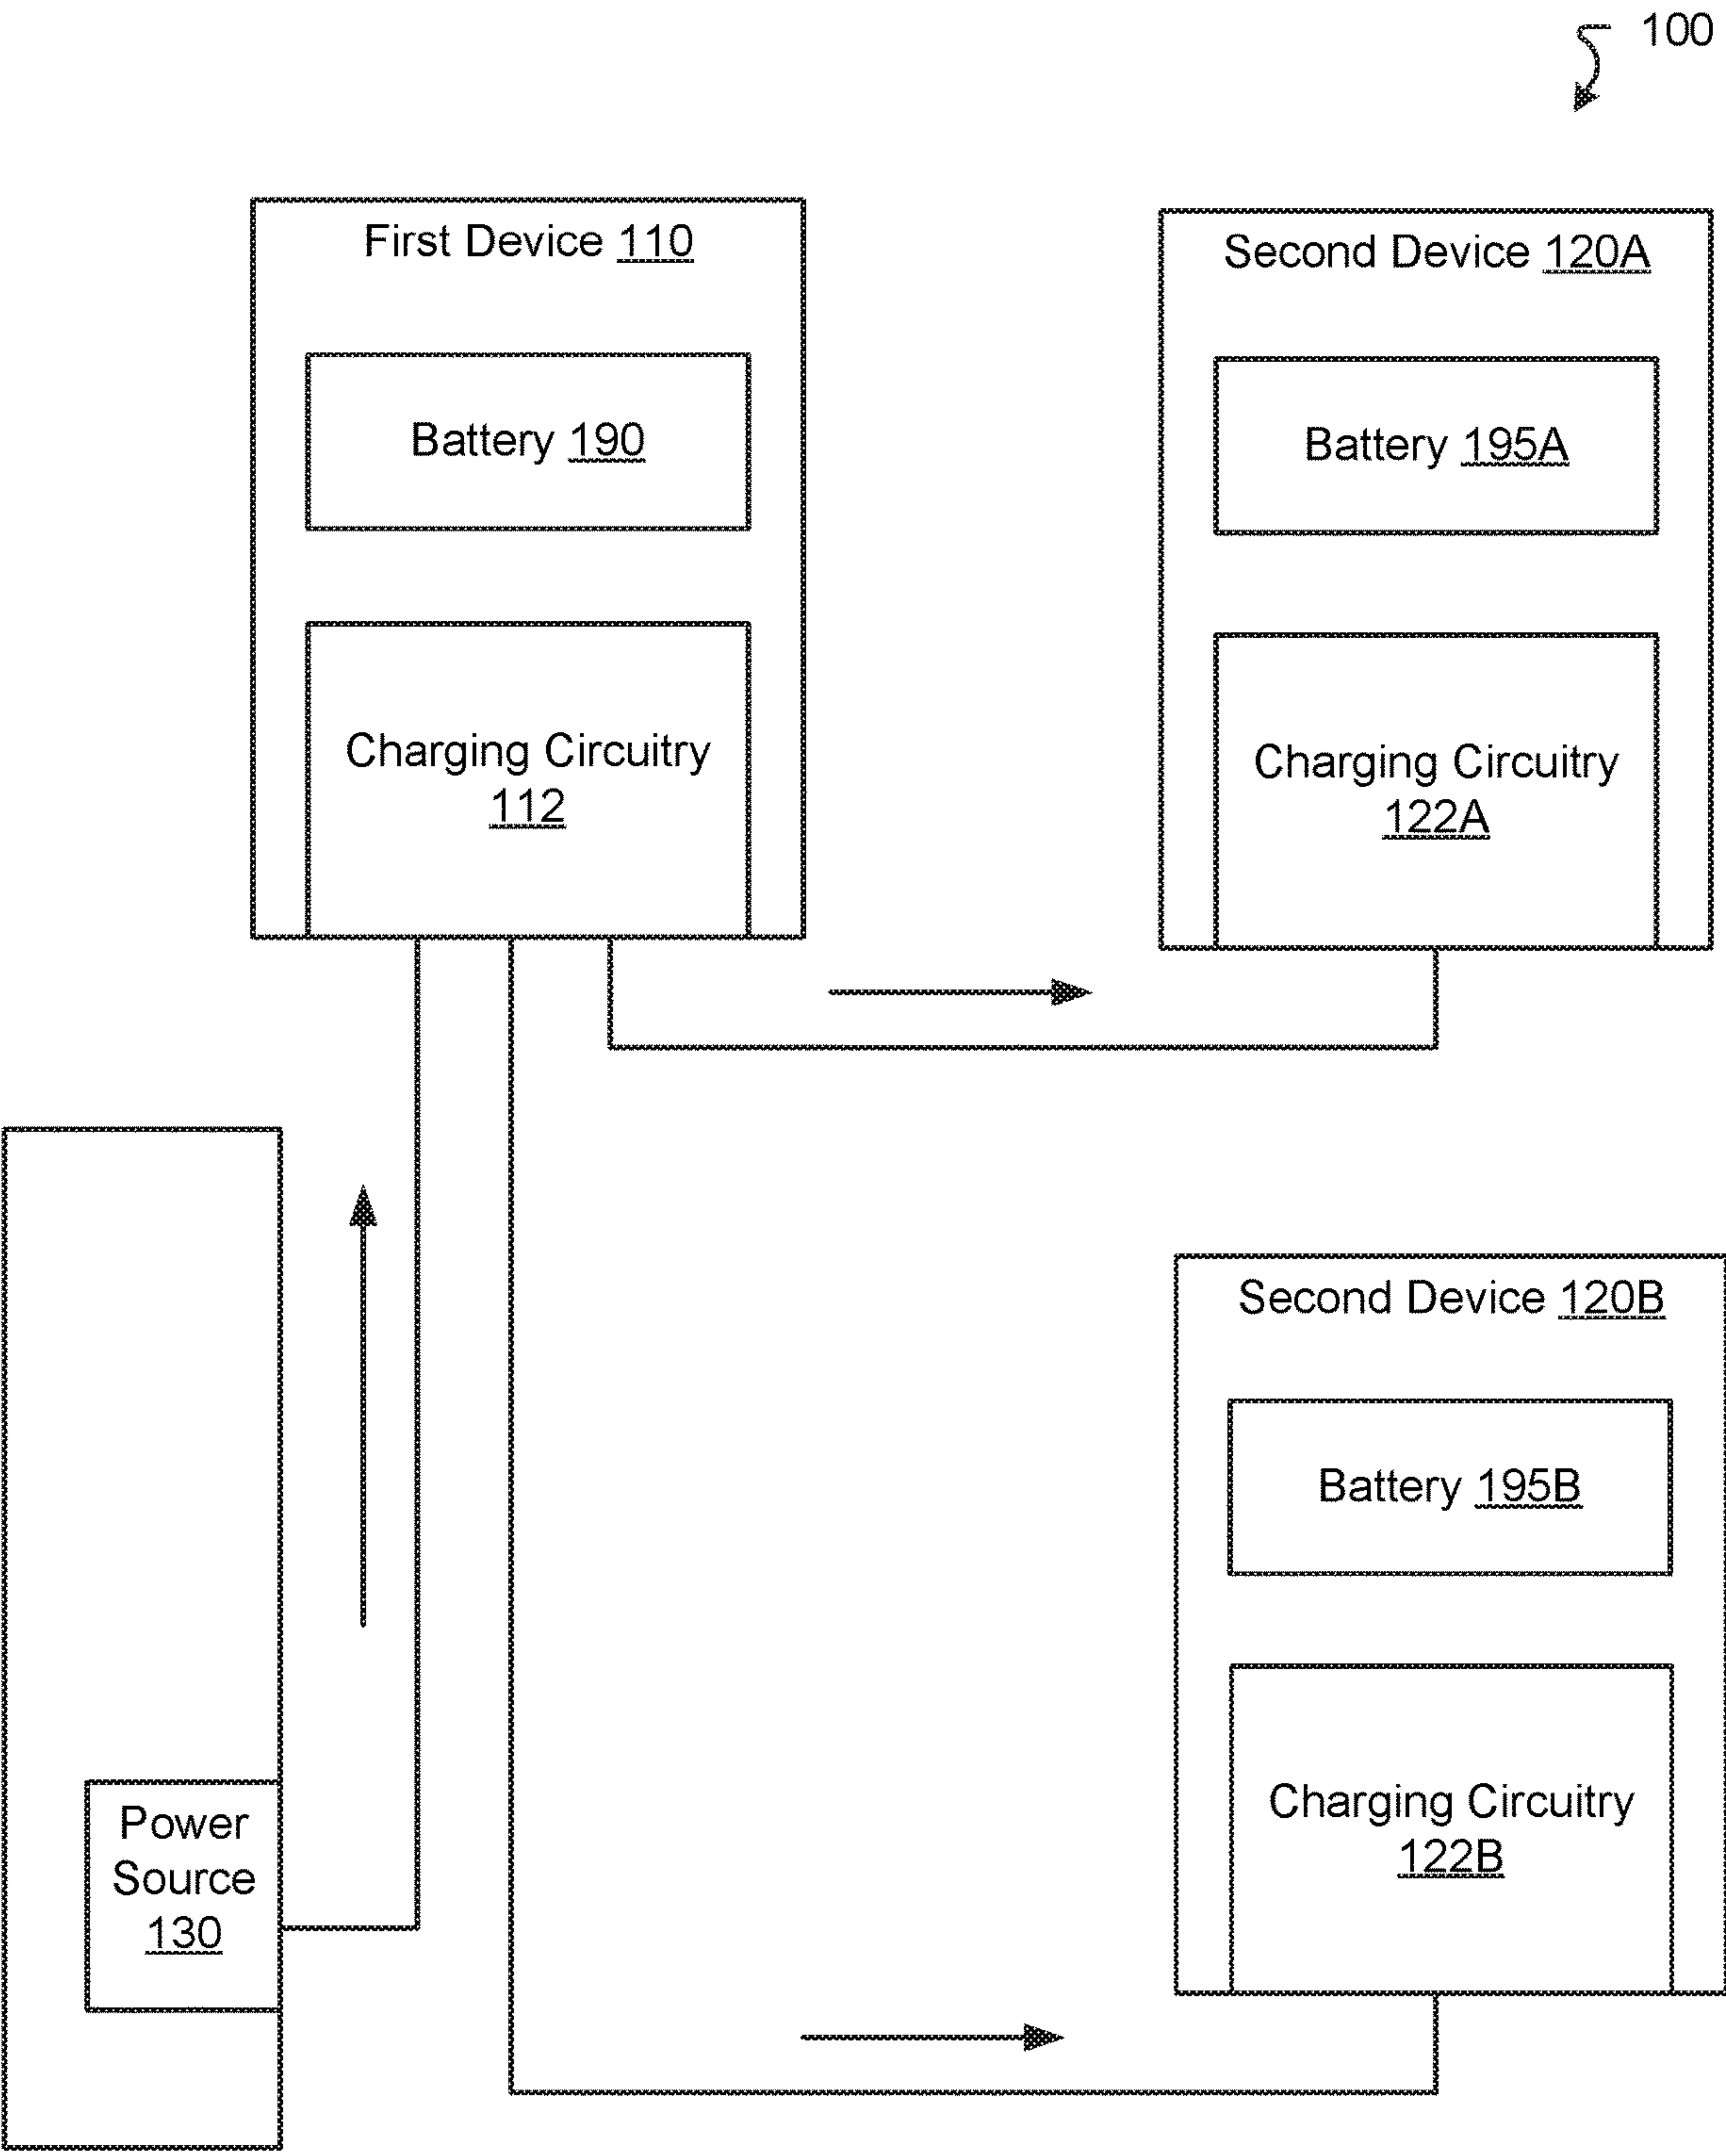 100
First Device 110
Battery 190
Charging Circuitry
112
Second Device 120A
Battery 195A
Charging Circuitry
122A
Second Device 120B
Battery 195B
Charging Circuitry
122B
Power
Source
130